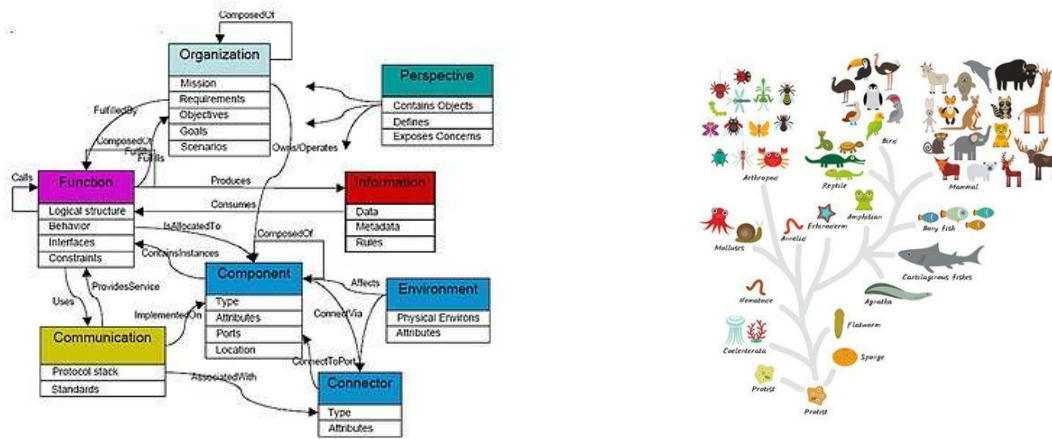 ComposedOf
Organization
Mission
Requirements
Objectives
Goals
Scenarios
Perspective
Contains Objects
Defines
Exposes Concerns
FulfilledBy
ComposedOf
Fulfills
Owns/Operates
Calls
Function
Logical structure
Behavior
Interfaces
Constraints
Produces
Consumes
Information
Data
Metadata
Rules
IsAllocatedTo
ContainsInstances
ComposedOf
Component
Type
Attributes
Ports
Location
Affects
Environment
Physical Environs
Attributes
ConnectVia
Uses
ProvidesService
ImplementedOn
Communication
Protocol stack
Standards
AssociatedWith
ConnectToPort
Connector
Type
Attributes
Arthropod
Reptile
Bird
Mammal
Amphibian
Molluscs
Annelid
Echinoderm
Bony fish
Cartilagenous fishes
Agnatha
Nematode
Flatworm
Coelenterata
Sponge
Protist
Protist